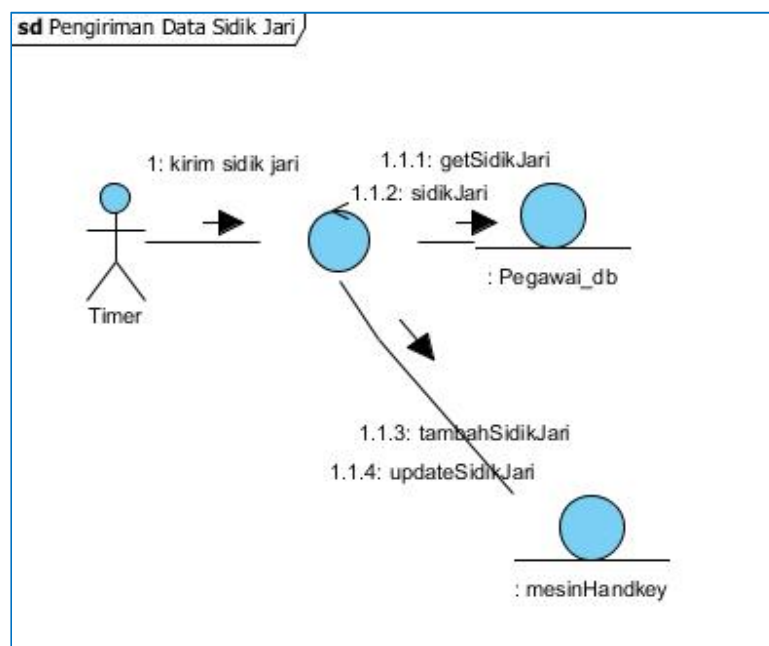 sd Pengiriman Data Sidik Jari
1: kirim sidik jari
1.1.1: getSidikJari
1.1.2: sidikJari
: Pegawai_db
Timer
1.1.3: tambahSidikJari
1.1.4: updateSidikJari
: mesinHandkey